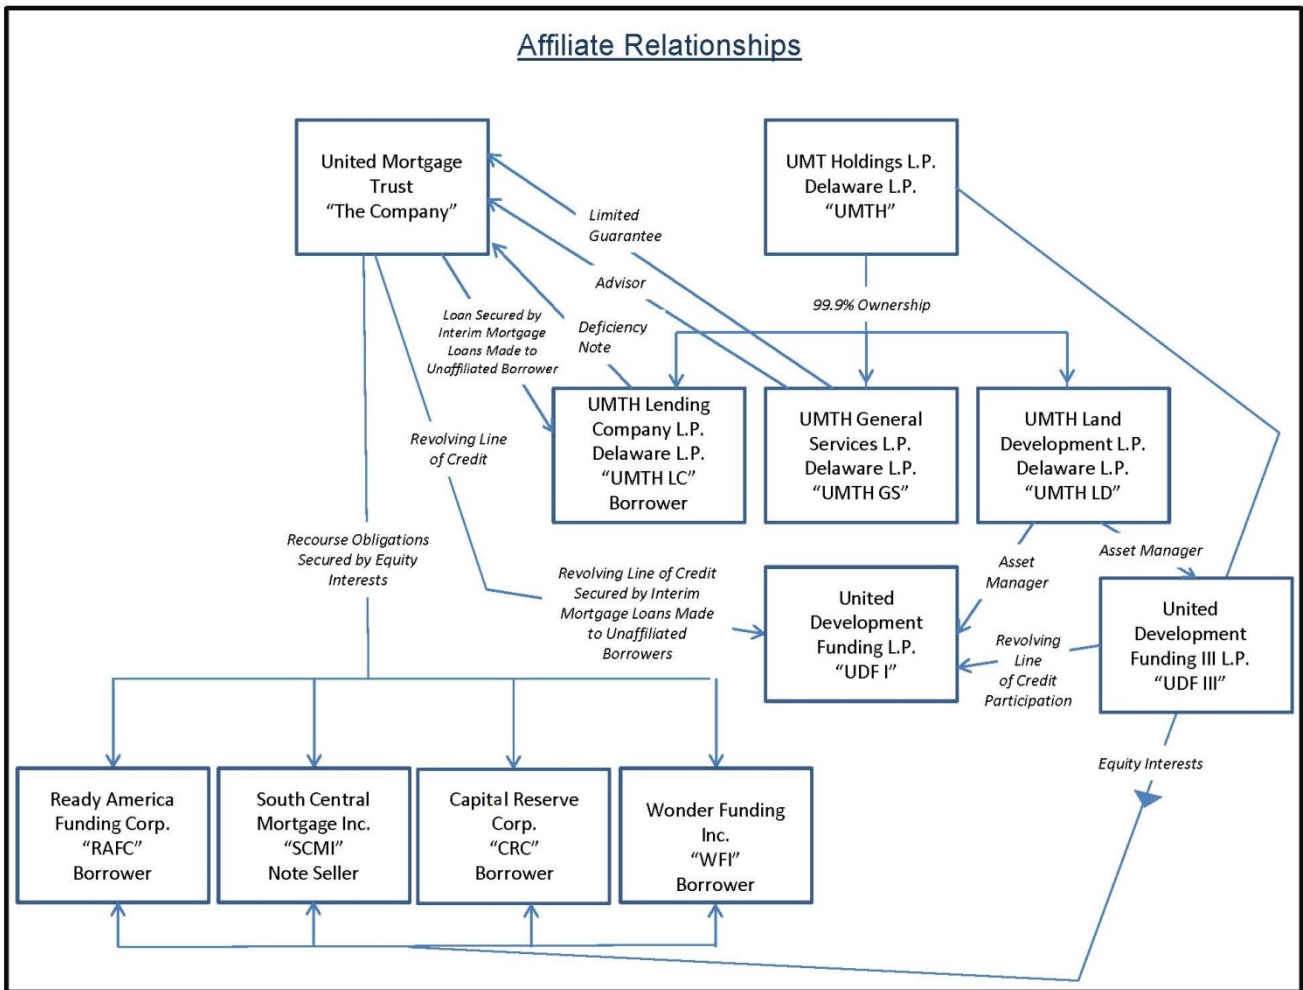 Affiliate Relationships
United Mortgage
Trust
“The Company”
UMT Holdings L.P.
Delaware L.P.
“UMTH”
Limited
Guarantee
Advisor
99.9% Ownership
Loan Secured by
Interim Mortgage
Loans Made to
Unaffiliated Borrower
Deficiency
Note
Revolving Line
of Credit
UMTH Lending
Company L.P.
Delaware L.P.
“UMTH LC”
Borrower
UMTH General
Services L.P.
Delaware L.P.
“UMTH GS”
UMTH Land
Development L.P.
Delaware L.P.
“UMTH LD”
Recourse Obligations
Secured by Equity
Interests
Revolving Line of Credit
Secured by Interim
Mortgage Loans Made
to Unaffiliated
Borrowers
Asset
Manager
Asset Manager
United
Development
Funding L.P.
“UDF I”
Revolving
Line
of Credit
Participation
United
Development
Funding III L.P.
“UDF III”
Equity Interests
Ready America
Funding Corp.
“RAFC”
Borrower
South Central
Mortgage Inc.
“SCMI”
Note Seller
Capital Reserve
Corp.
“CRC”
Borrower
Wonder Funding
Inc.
“WFI”
Borrower